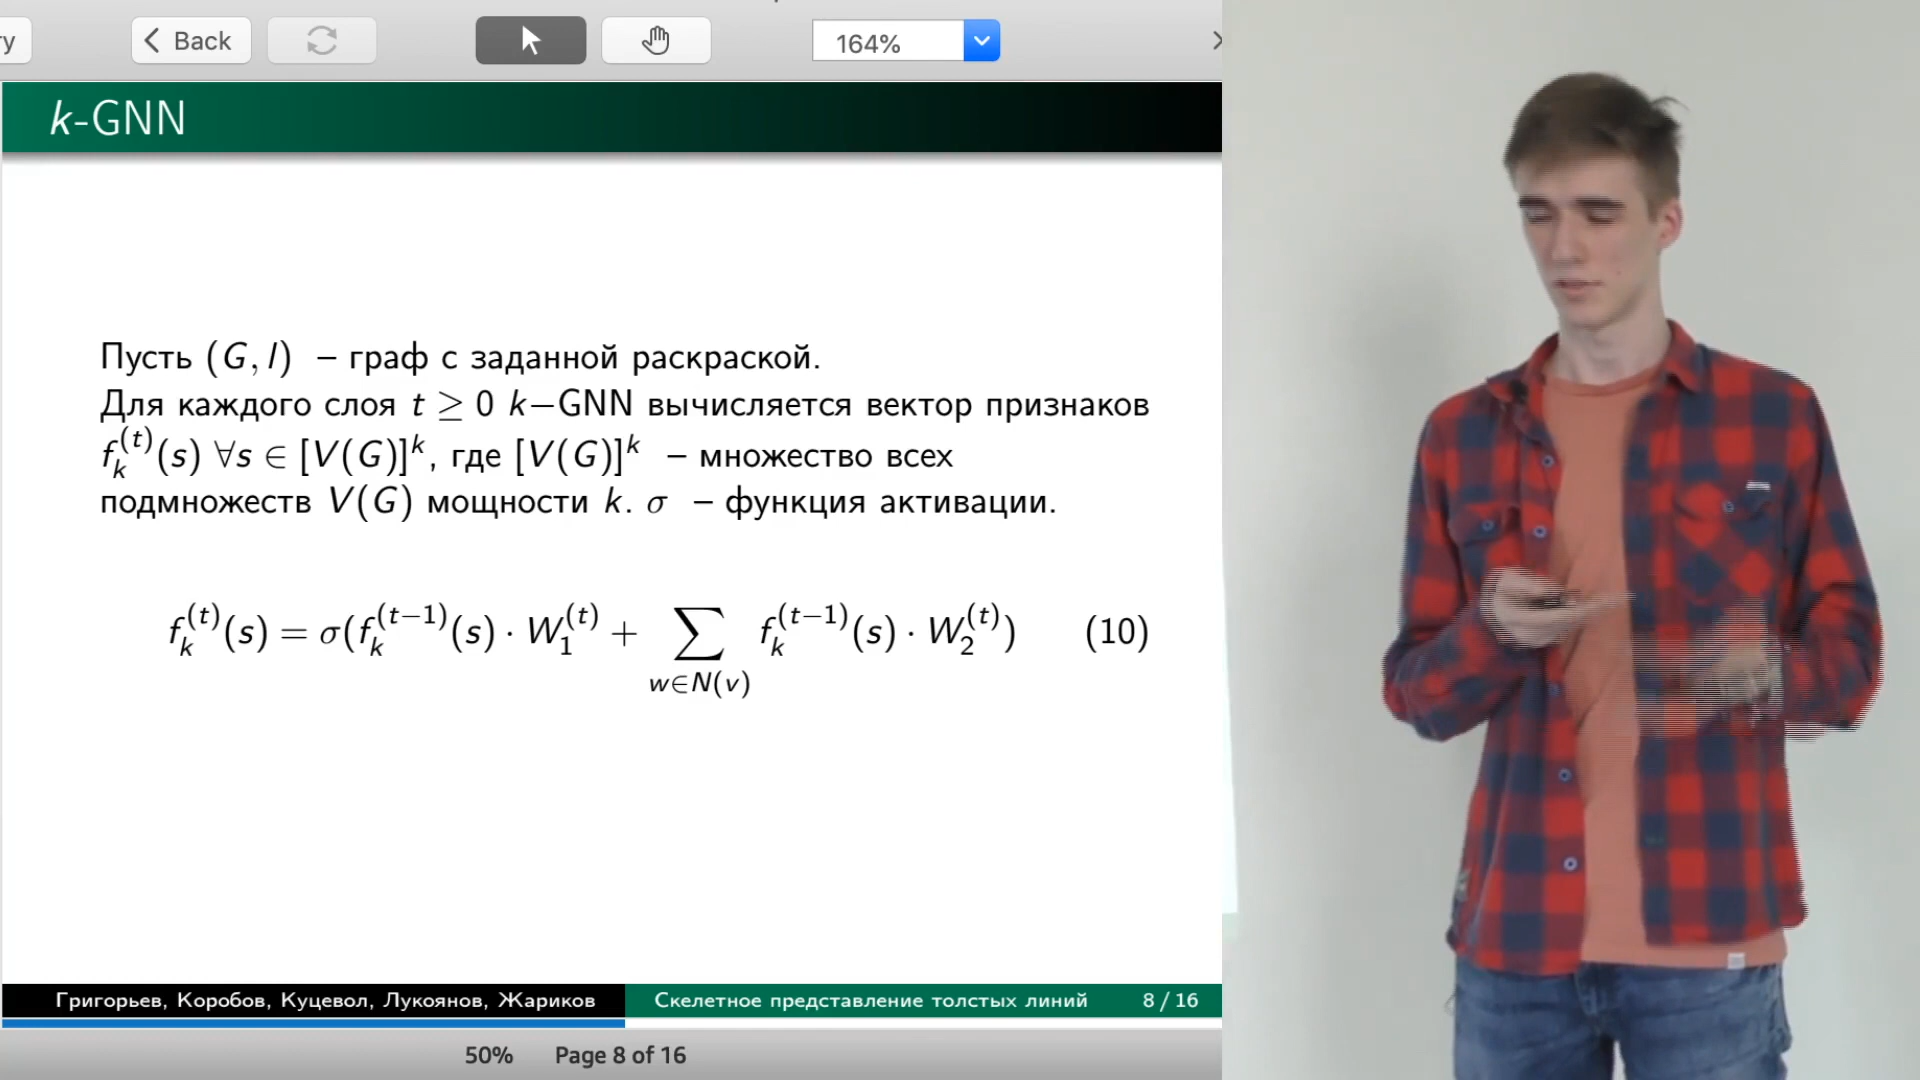 y
Back
164%
k-GNN
Пусть (G, l) – граф с заданной раскраской.
Для каждого слоя t ≥ 0 k−GNN вычисляется вектор признаков
f_k^{(t)}(s) ∀s ∈ [V(G)]^k, где [V(G)]^k – множество всех
подмножеств V(G) мощности k. σ – функция активации.
f_k^{(t)}(s) = σ(f_k^{(t−1)}(s) · W_1^{(t)} + ∑_{w∈N(v)} f_k^{(t−1)}(s) · W_2^{(t)}) (10)
Григорьев, Коробов, Куцевол, Лукоянов, Жариков
Скелетное представление толстых линий 8 / 16
50% Page 8 of 16